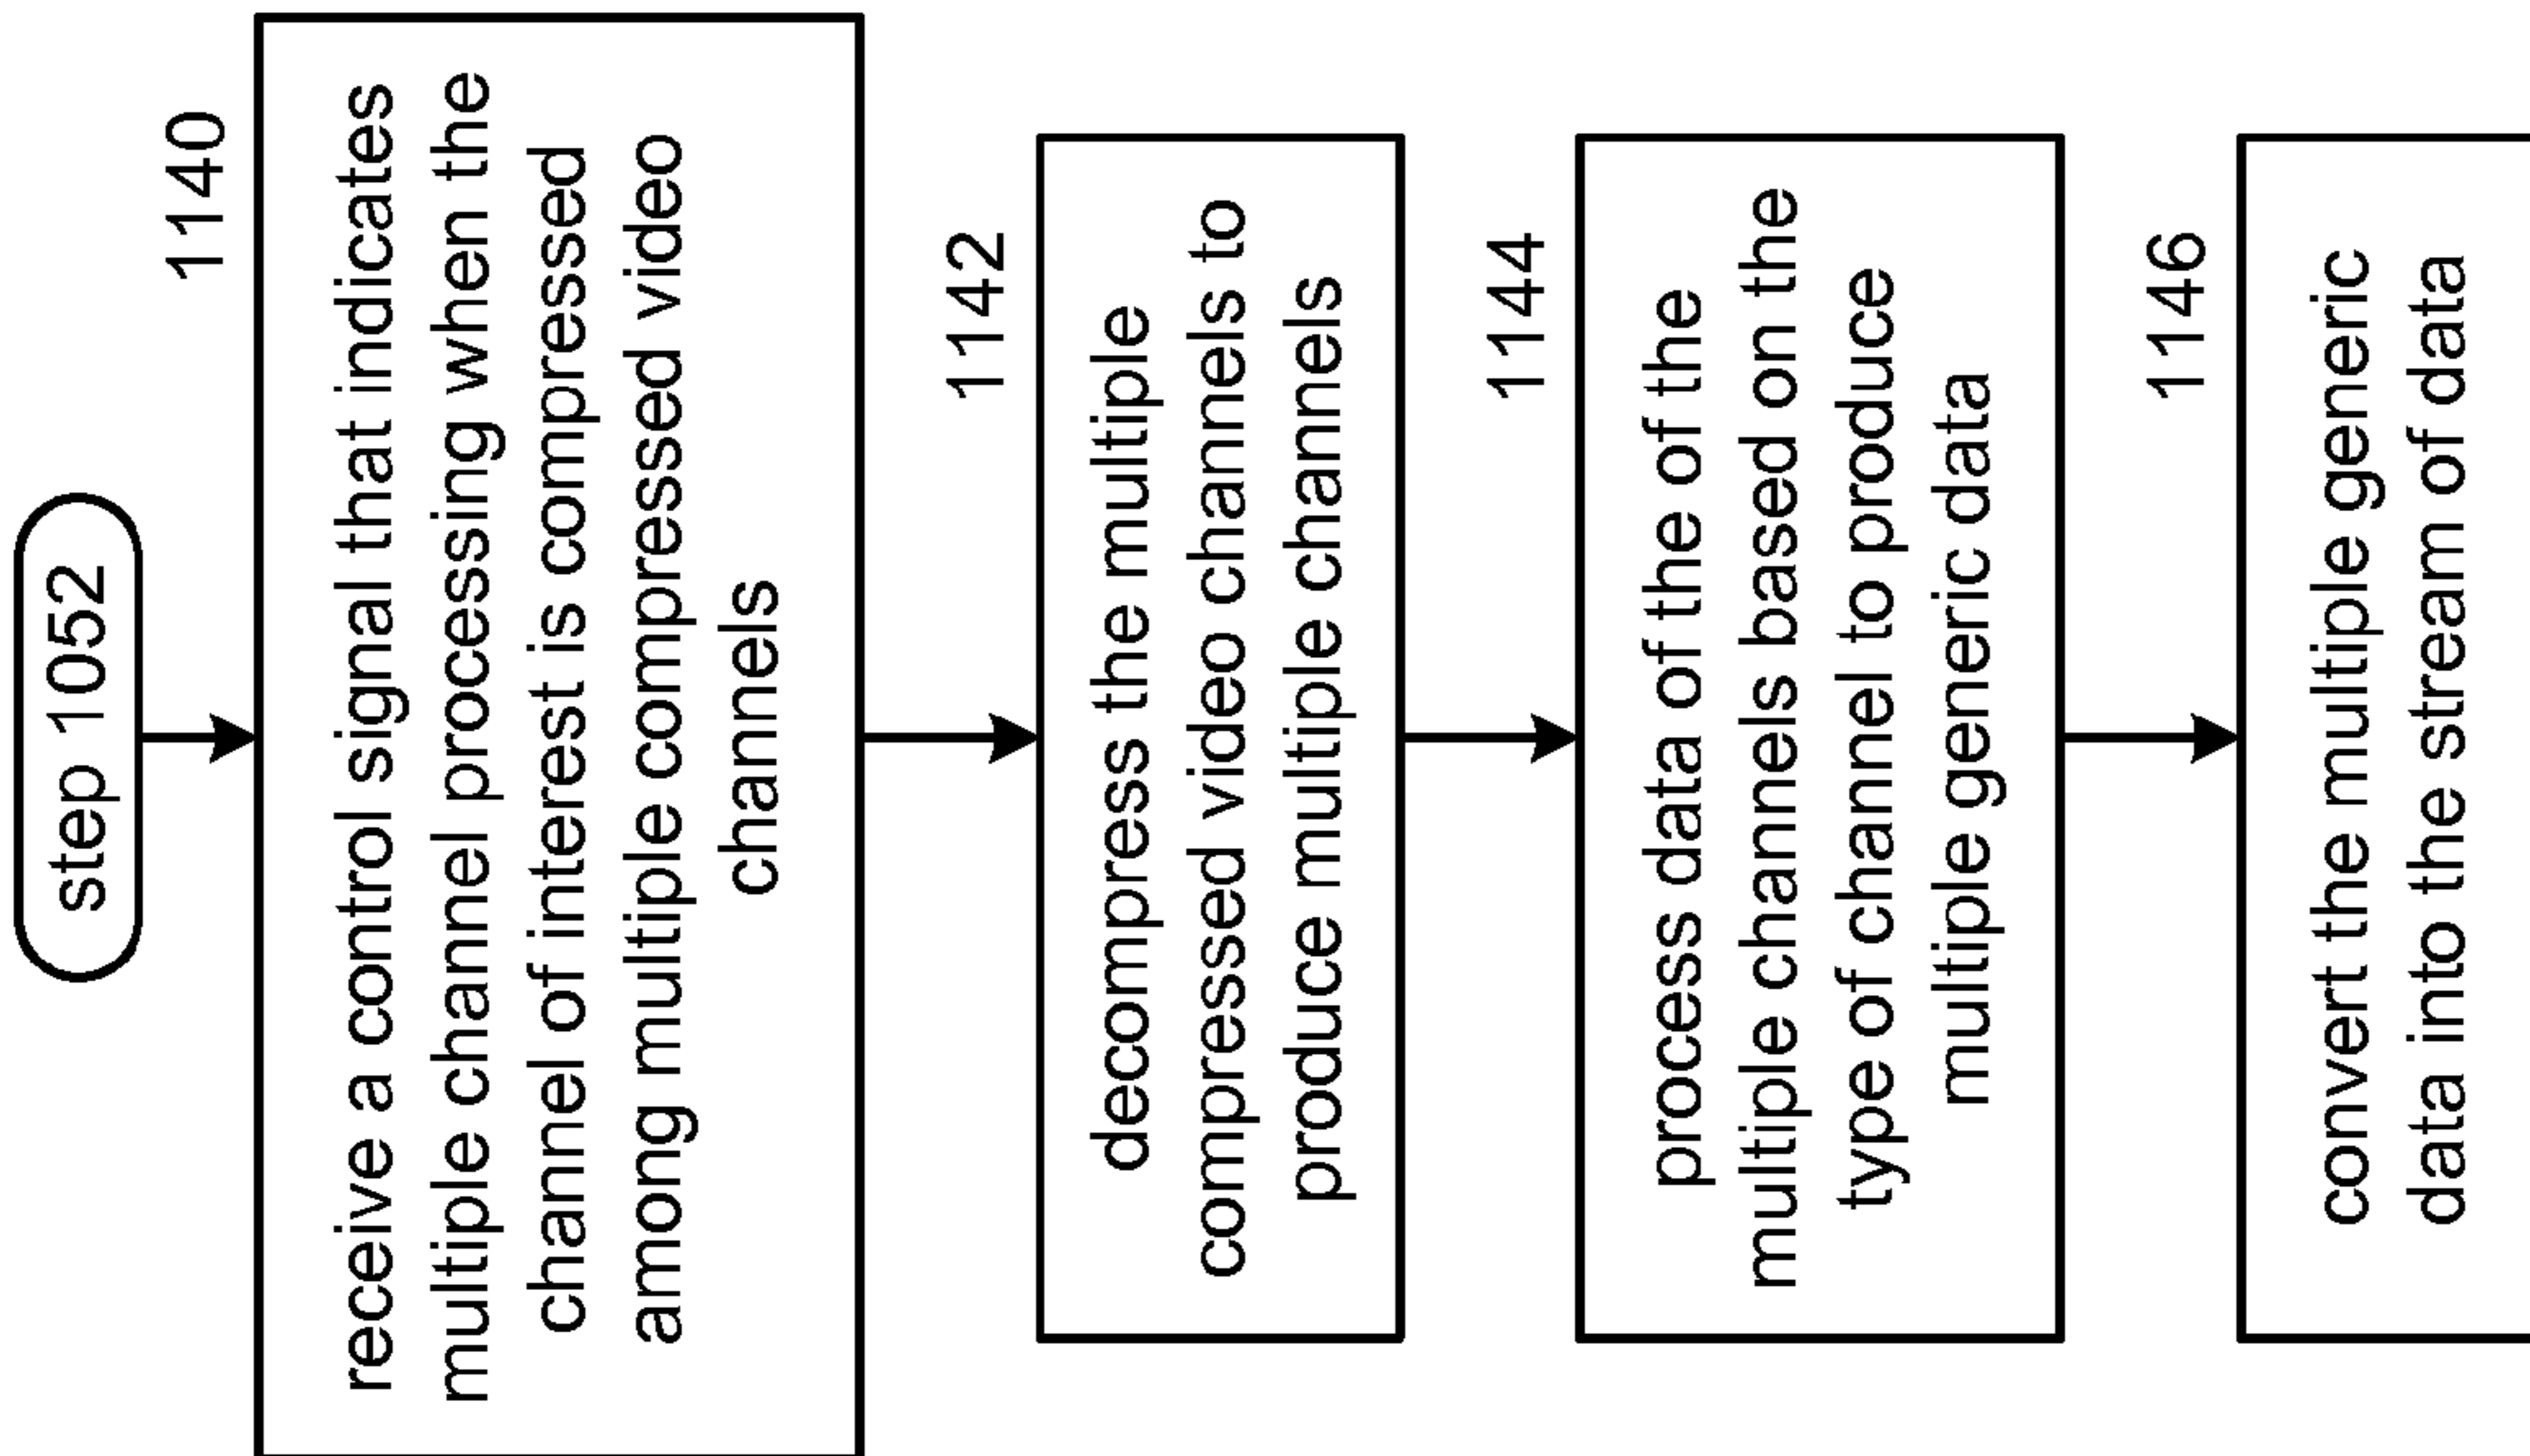 step 1052
1140
receive a control signal that indicates
multiple channel processing when the
channel of interest is compressed
among multiple compressed video
channels
1142
decompress the multiple
compressed video channels to
produce multiple channels
1144
process data of the of the
multiple channels based on the
type of channel to produce
multiple generic data
1146
convert the multiple generic
data into the stream of data